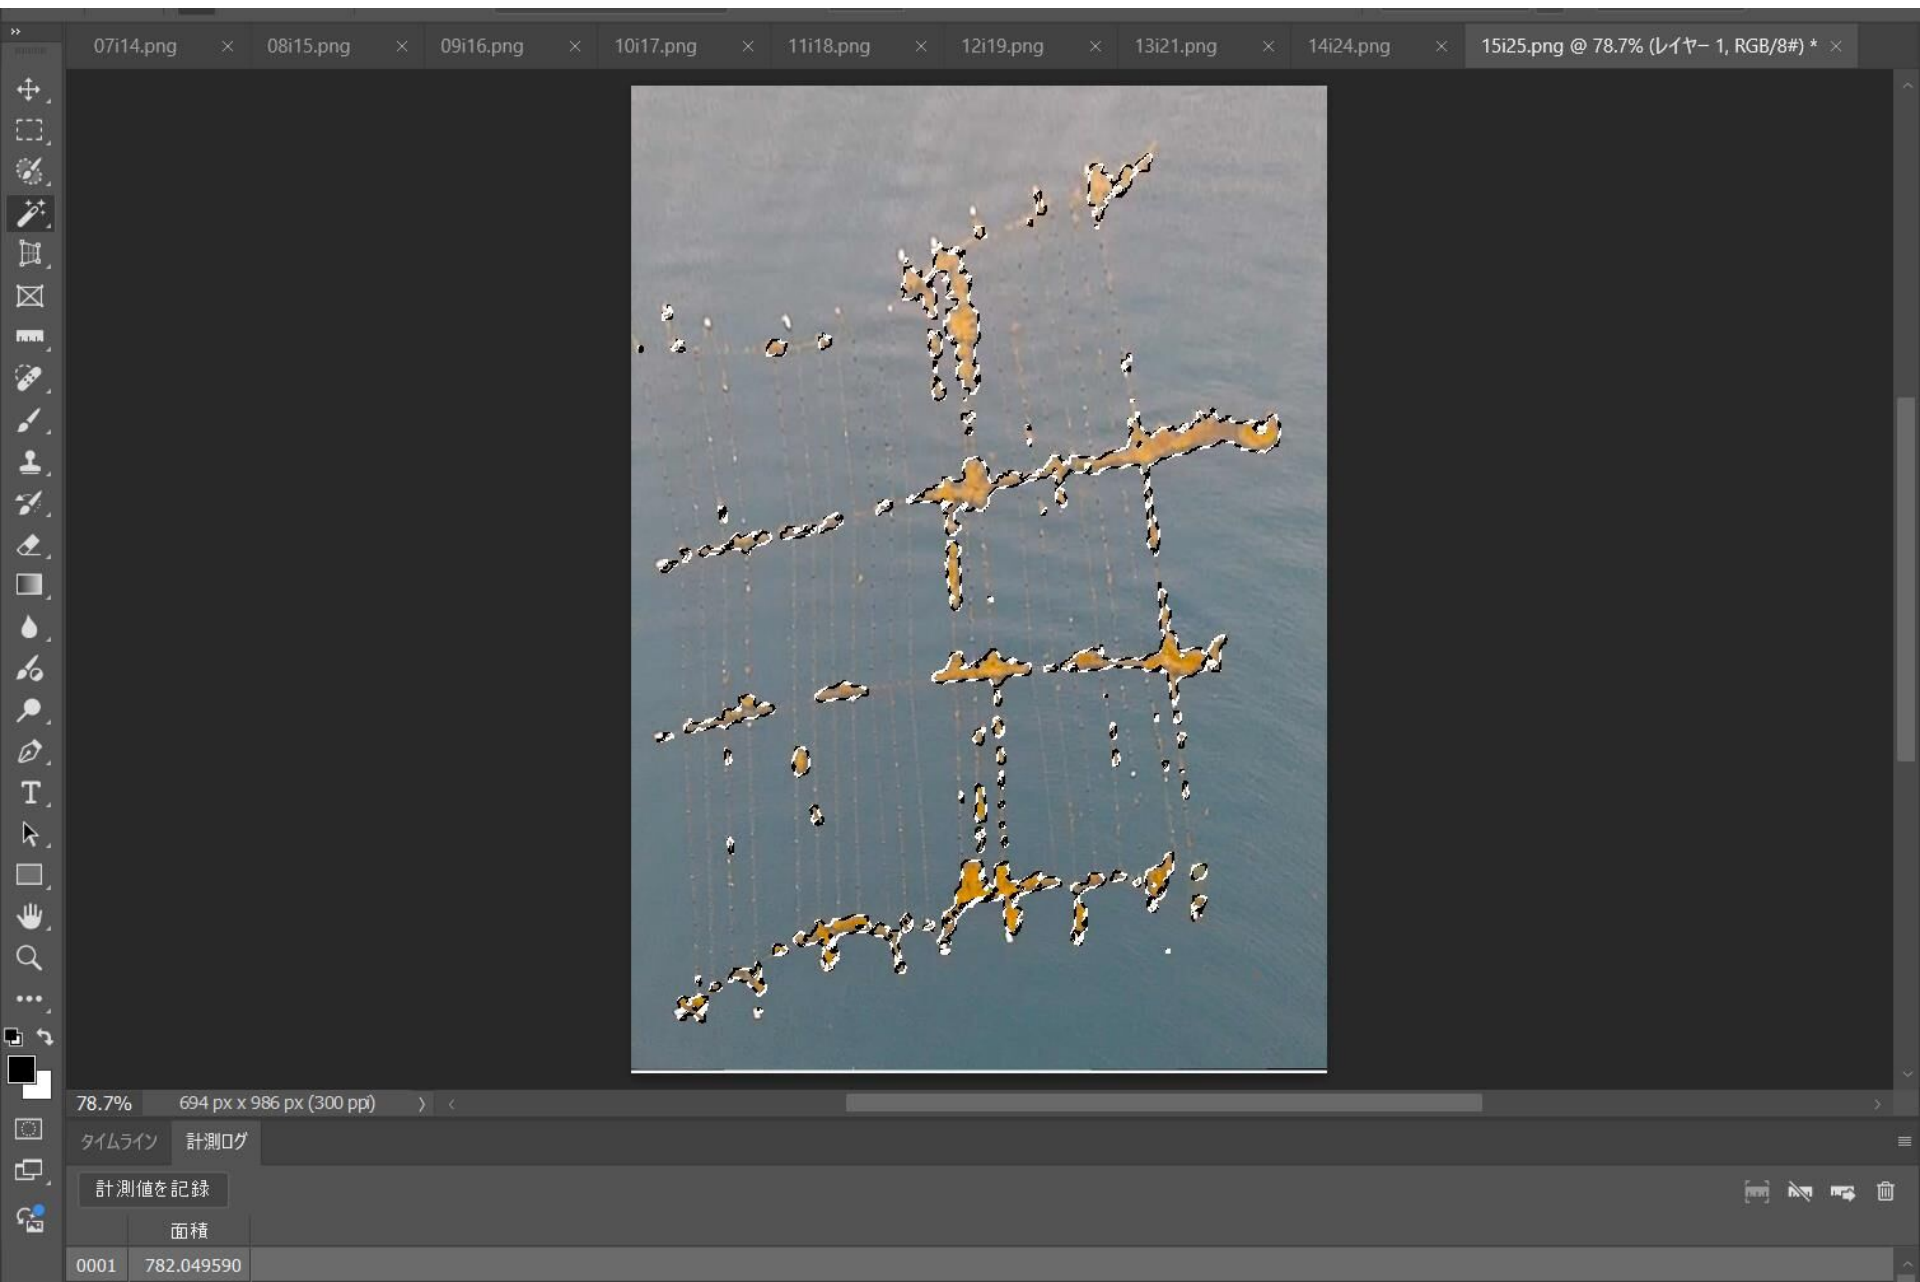 07i14.png × 08i15.png × 09i16.png × 10i17.png × 11i18.png × 12i19.png × 13i21.png × 14i24.png × 15i25.png @ 78.7% (レイヤー 1, RGB/8#) * ×
78.7% 694 px x 986 px (300 ppi)
タイムライン 計測ログ
計測値を記録
面積
0001 782.049590